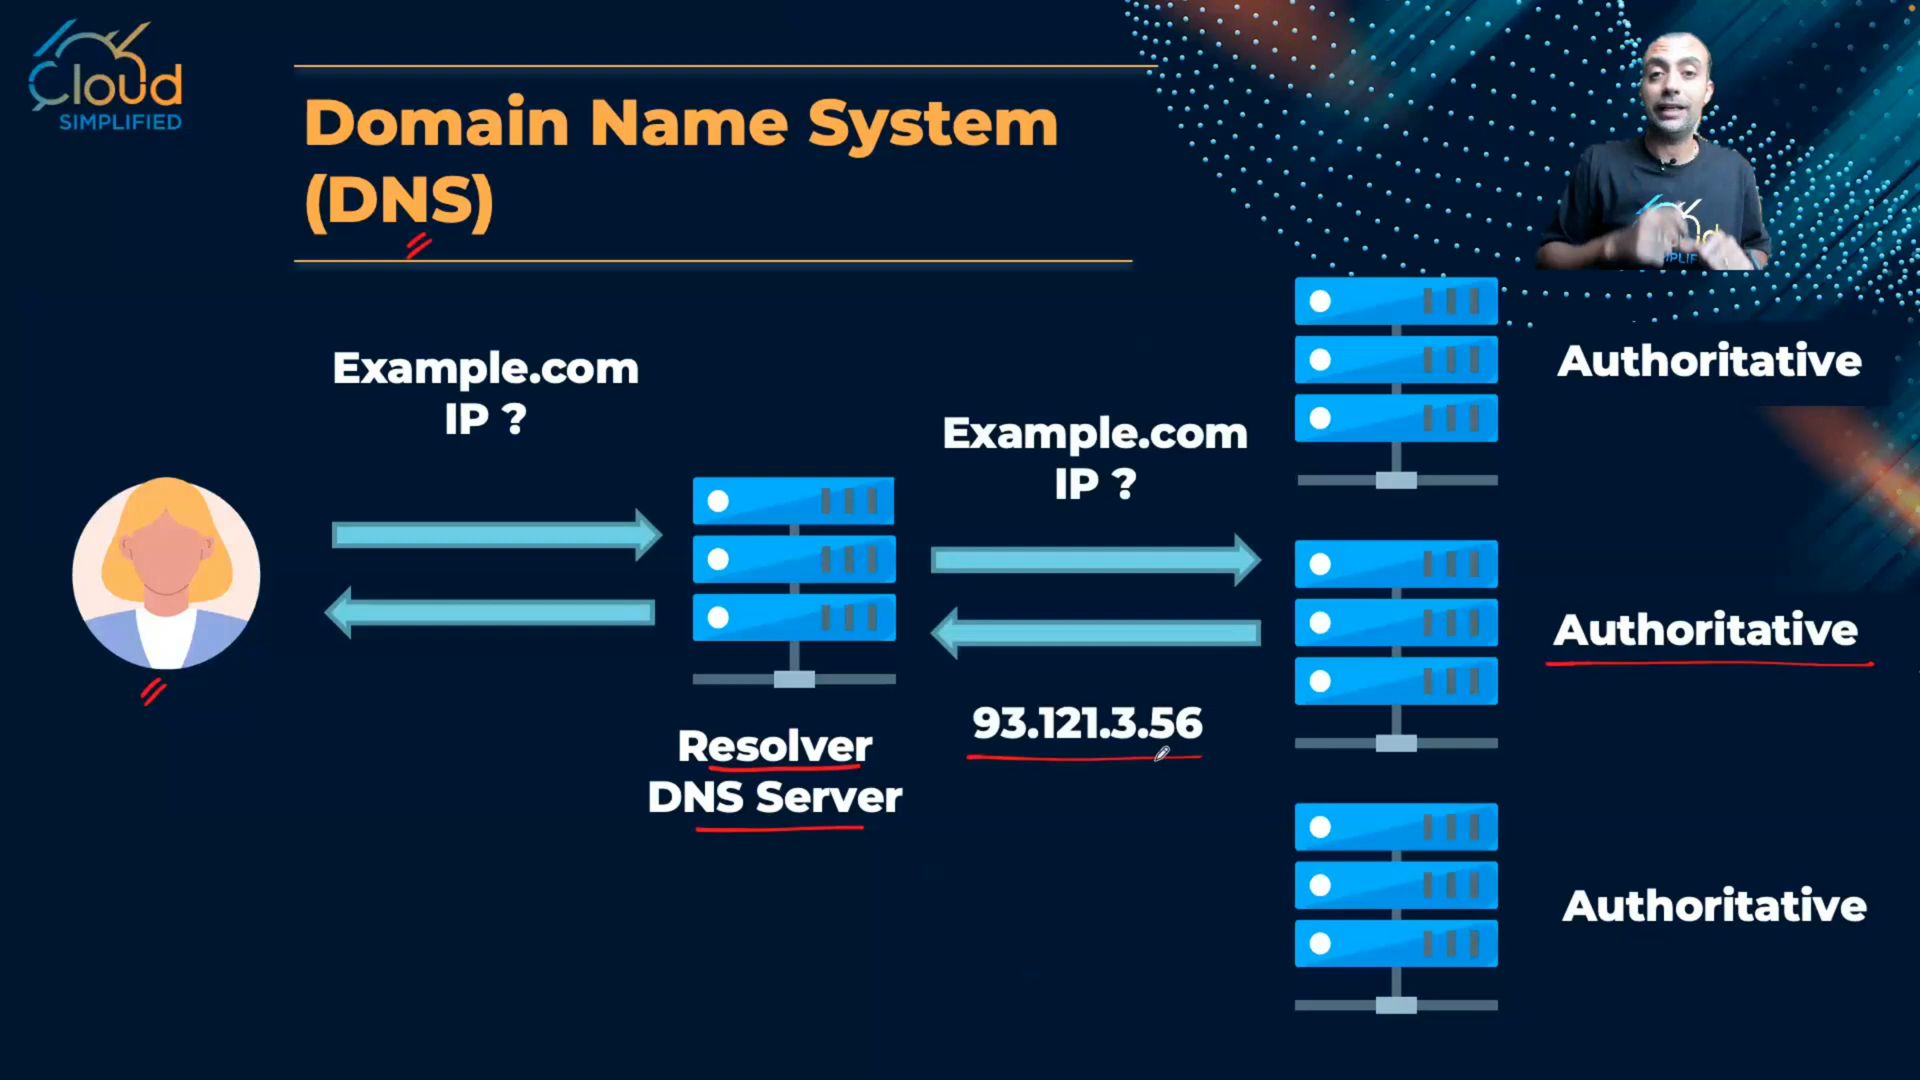 Cloud
SIMPLIFIED
Domain Name System
(DNS)
Example.com
IP ?
Example.com
IP ?
93.121.3.56
Resolver
DNS Server
Authoritative
Authoritative
Authoritative